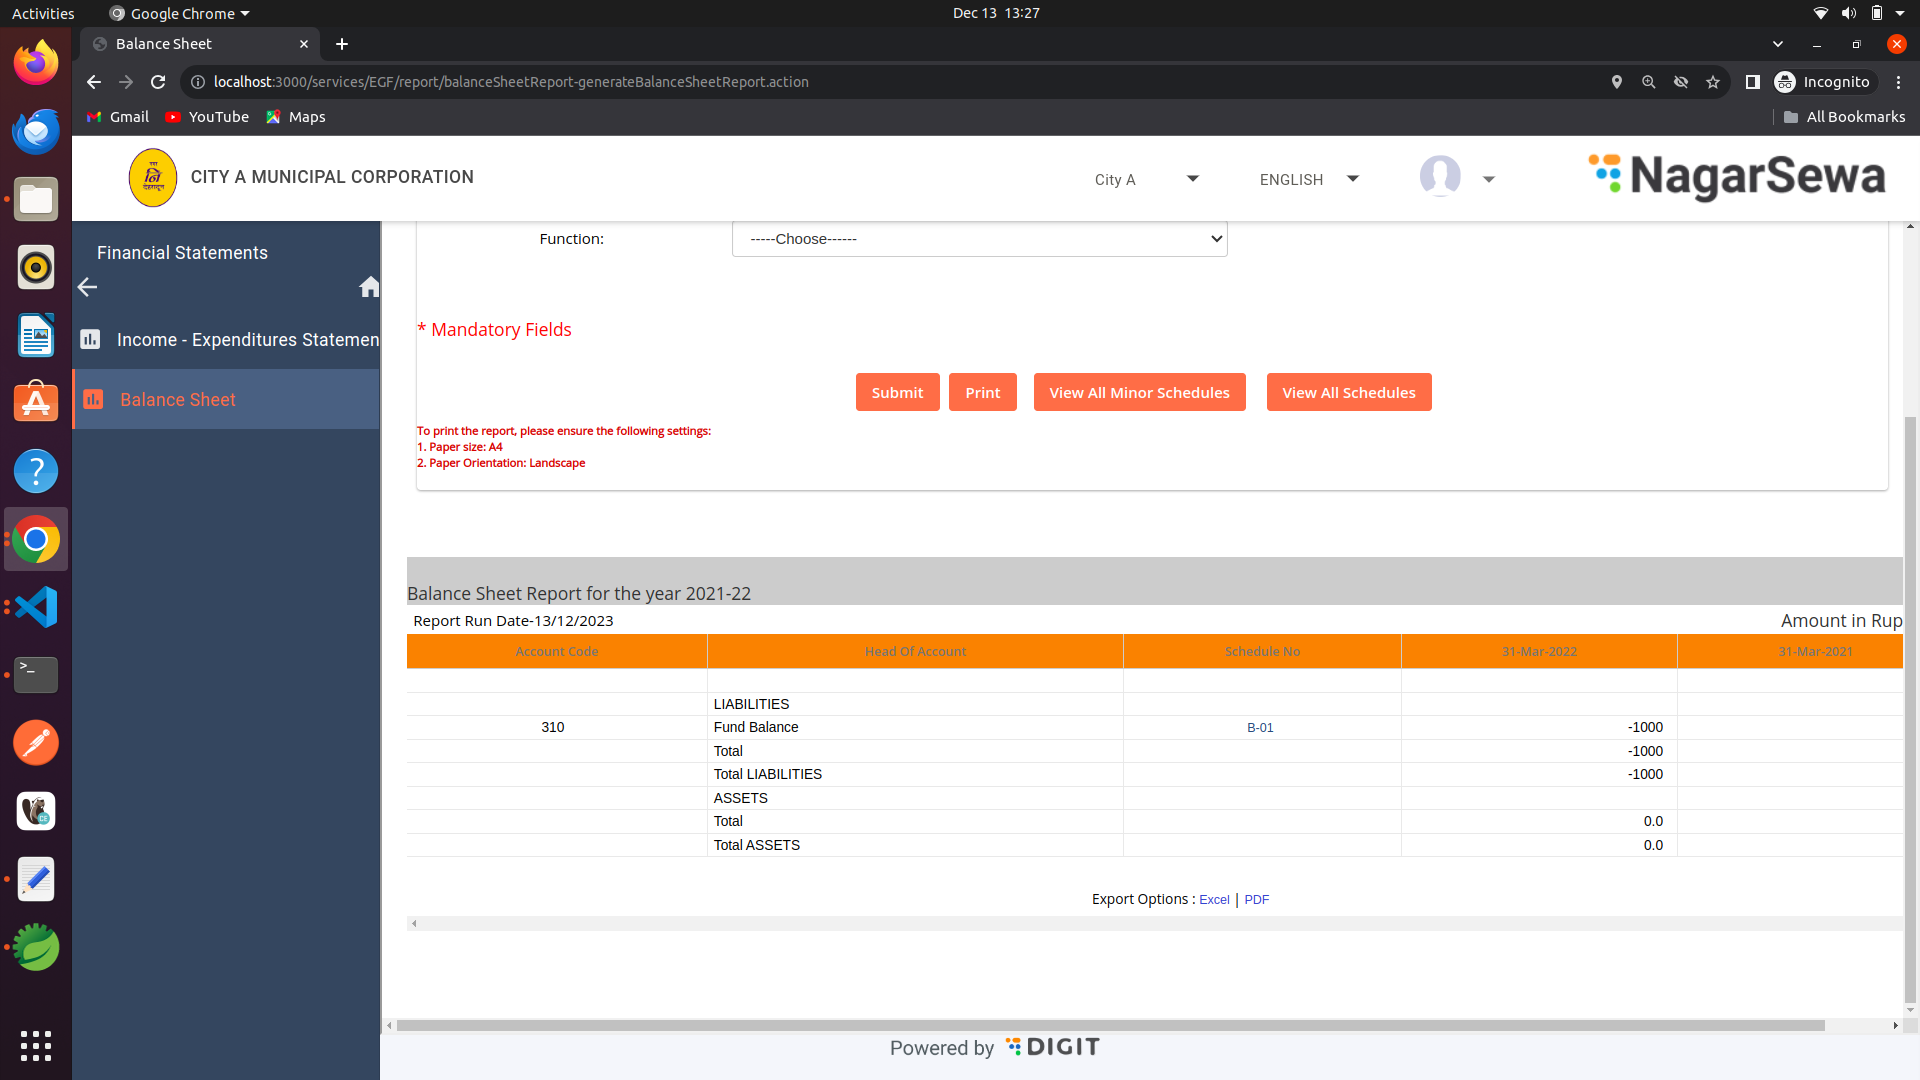 Activities
Google Chrome
Dec 13 13:27
Balance Sheet
localhost:3000/services/EGF/report/balanceSheetReport-generateBalanceSheetReport.action
Incognito
Gmail
YouTube
Maps
All Bookmarks
CITY A MUNICIPAL CORPORATION
City A
ENGLISH
NagarSewa
Financial Statements
Income - Expenditures Statemen
Balance Sheet
Function:
-----Choose------
* Mandatory Fields
Submit
Print
View All Minor Schedules
View All Schedules
To print the report, please ensure the following settings:
1. Paper size: A4
2. Paper Orientation: Landscape
Balance Sheet Report for the year 2021-22
Report Run Date-13/12/2023
Amount in Rup
Account Code Head Of Account Schedule No 31-Mar-2022 31-Mar-2021
LIABILITIES
310 Fund Balance B-01 -1000
Total -1000
Total LIABILITIES -1000
ASSETS
Total 0.0
Total ASSETS 0.0
Export Options : Excel | PDF
Powered by DIGIT